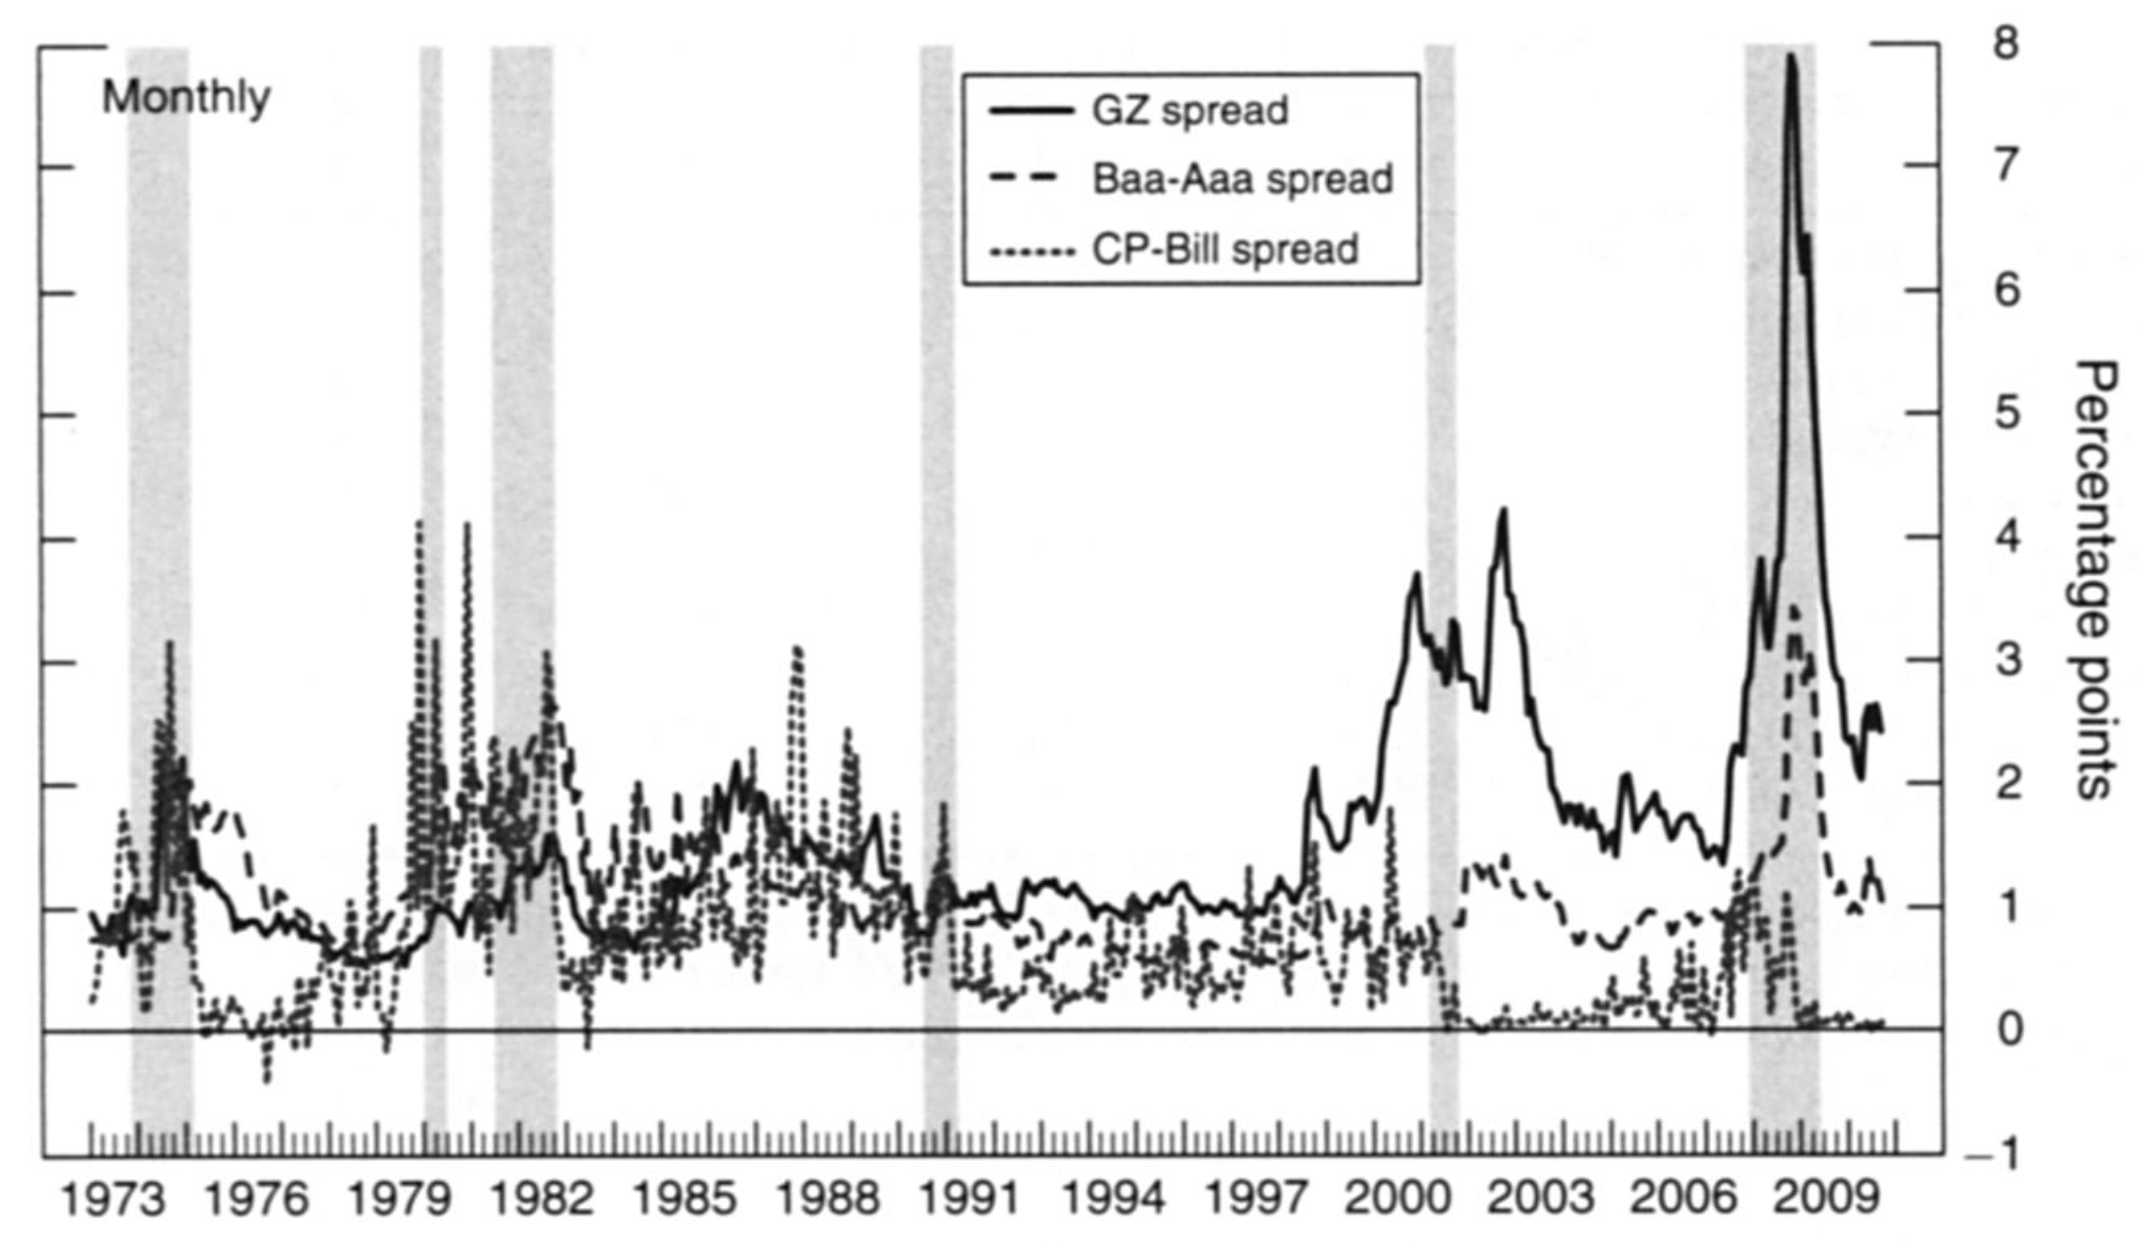 Monthly
GZ spread
Baa-Aaa spread
CP-Bill spread
8
7
6
5
4
3
2
1
0
–1
Percentage points
1973 1976 1979 1982 1985 1988 1991 1994 1997 2000 2003 2006 2009